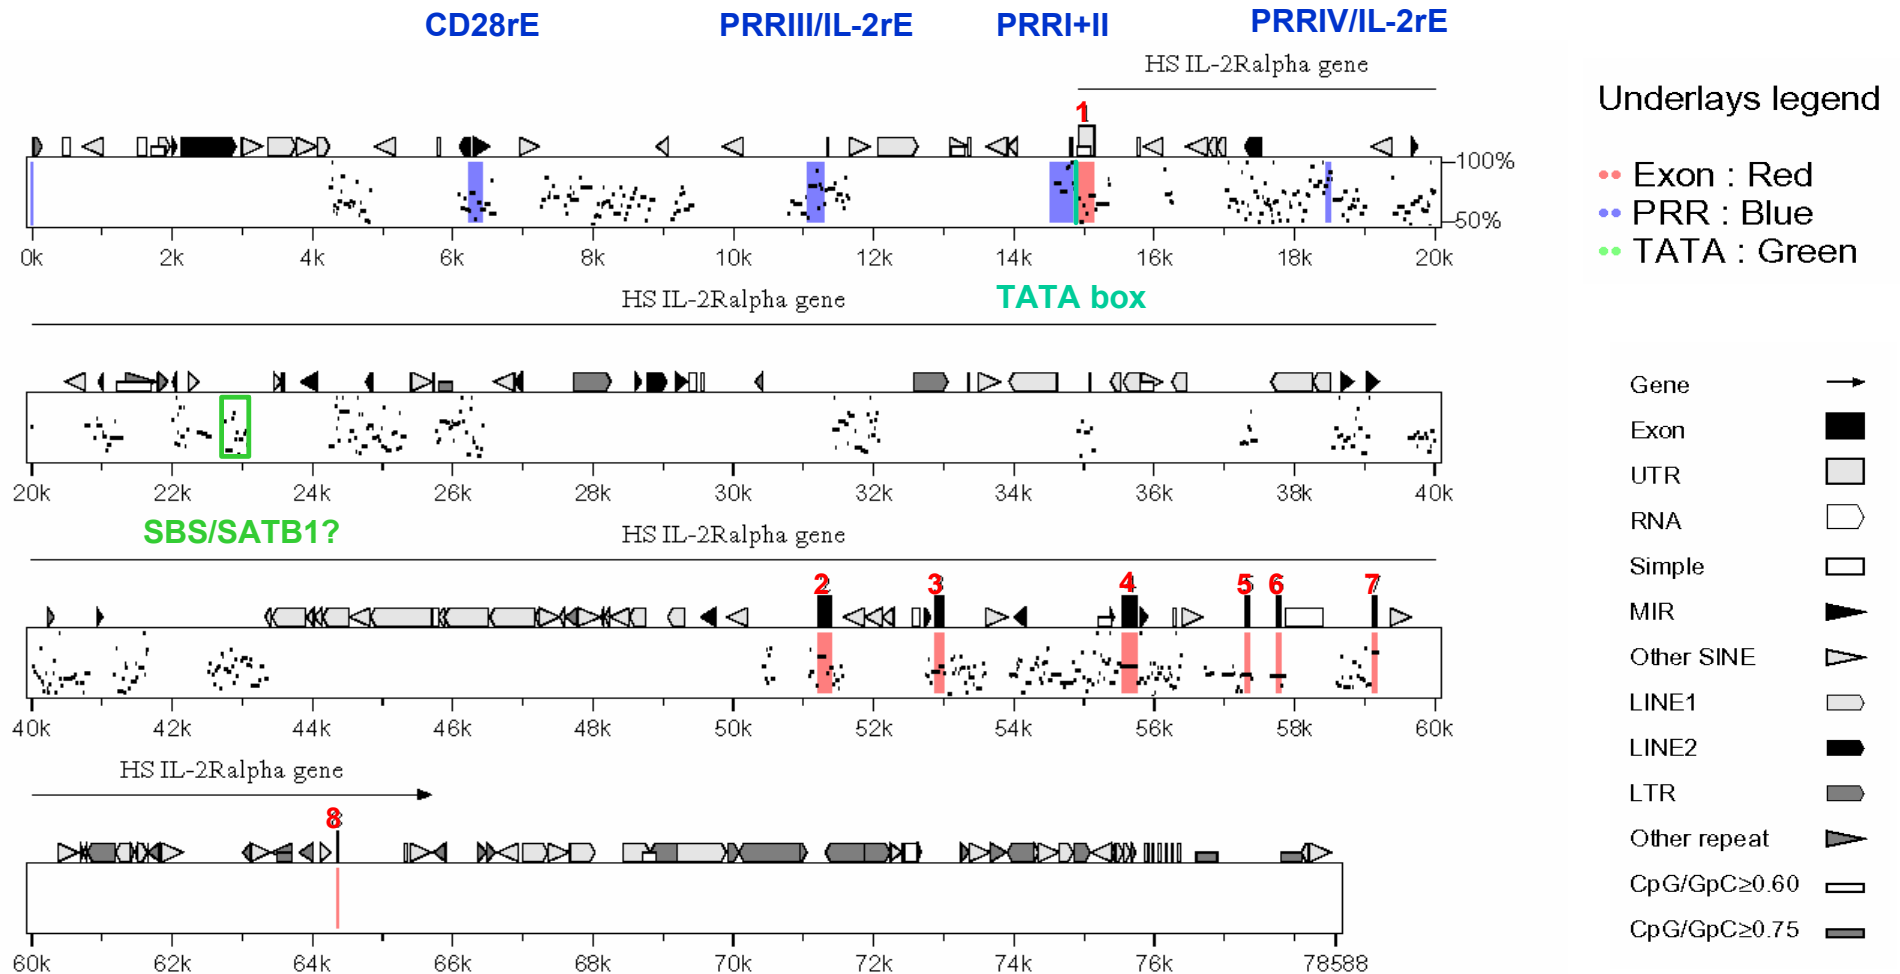 CD28rE PRRIII/IL-2rE PRRI+II PRRIV/IL-2rE
HS IL-2Ralpha gene
1
100%
50%
0k 2k 4k 6k 8k 10k 12k 14k 16k 18k 20k
HS IL-2Ralpha gene TATA box
20k 22k 24k 26k 28k 30k 32k 34k 36k 38k 40k
SBS/SATB1? HS IL-2Ralpha gene
2 3 4 5 6 7
40k 42k 44k 46k 48k 50k 52k 54k 56k 58k 60k
HS IL-2Ralpha gene
8
60k 62k 64k 66k 68k 70k 72k 74k 76k 78588
Underlays legend
Exon : Red
PRR : Blue
TATA : Green
Gene
Exon
UTR
RNA
Simple
MIR
Other SINE
LINE1
LINE2
LTR
Other repeat
CpG/GpC≥0.60
CpG/GpC≥0.75